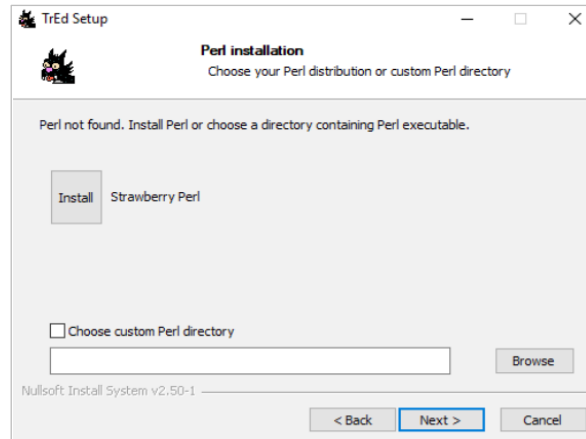 TrEd Setup
Perl installation
Choose your Perl distribution or custom Perl directory
Perl not found. Install Perl or choose a directory containing Perl executable.
Install Strawberry Perl
Choose custom Perl directory
Browse
Nullsoft Install System v2.50-1
< Back Next > Cancel